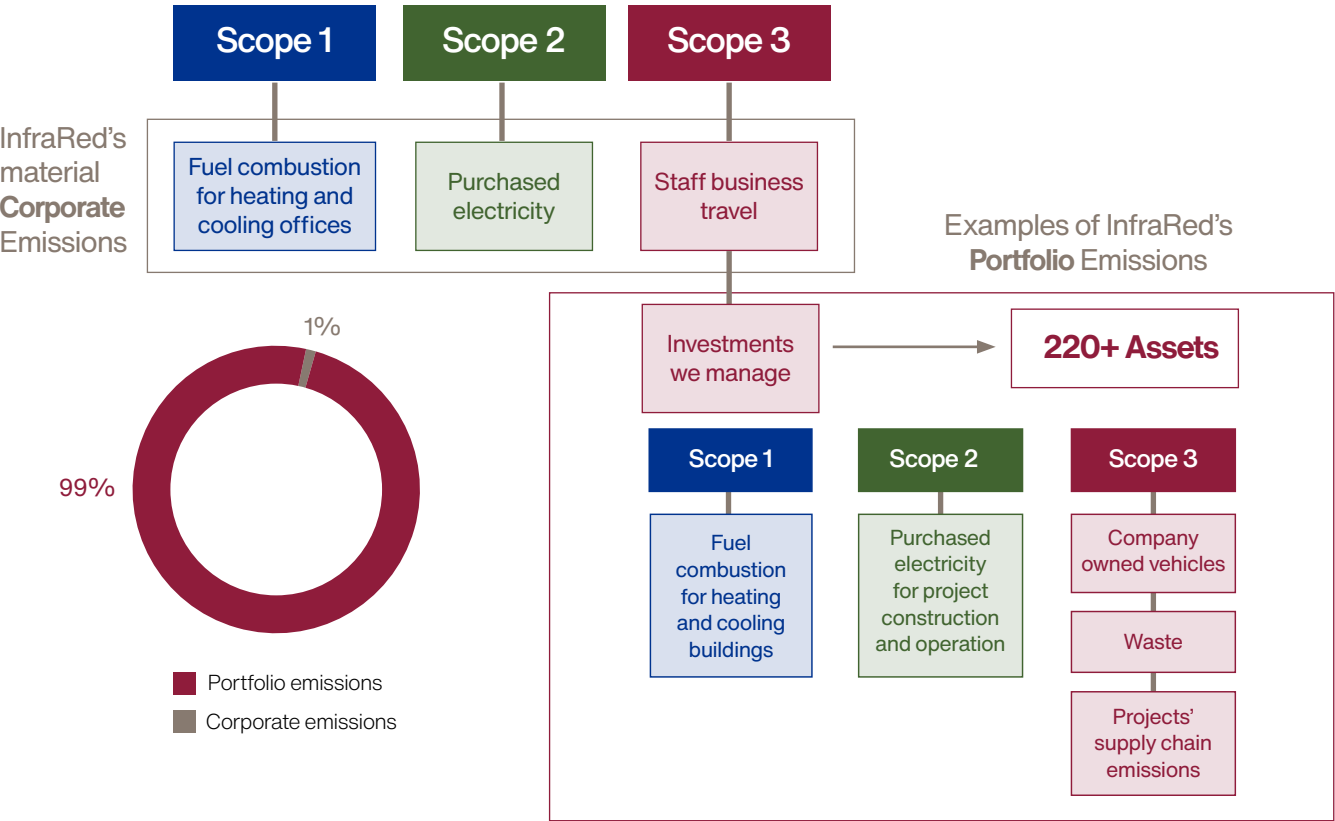 Scope 1
Scope 2
Scope 3
InfraRed's
material
Corporate
Emissions
Fuel combustion
for heating and
cooling offices
Purchased
electricity
Staff business
travel
Examples of InfraRed's
Portfolio Emissions
Investments
we manage
220+ Assets
1%
99%
Portfolio emissions
Corporate emissions
Scope 1
Scope 2
Scope 3
Fuel
combustion
for heating
and cooling
buildings
Purchased
electricity
for project
construction
and operation
Company
owned vehicles
Waste
Projects'
supply chain
emissions